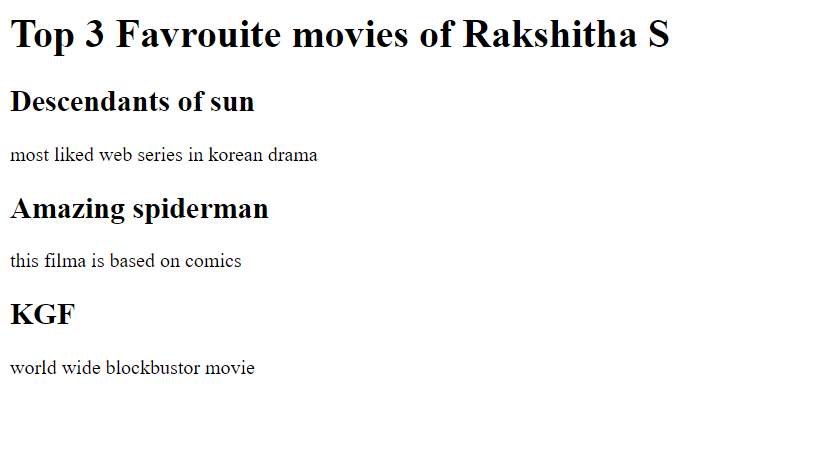 Top 3 Favrouite movies of Rakshitha S
Descendants of sun
most liked web series in korean drama
Amazing spiderman
this filma is based on comics
KGF
world wide blockbustor movie